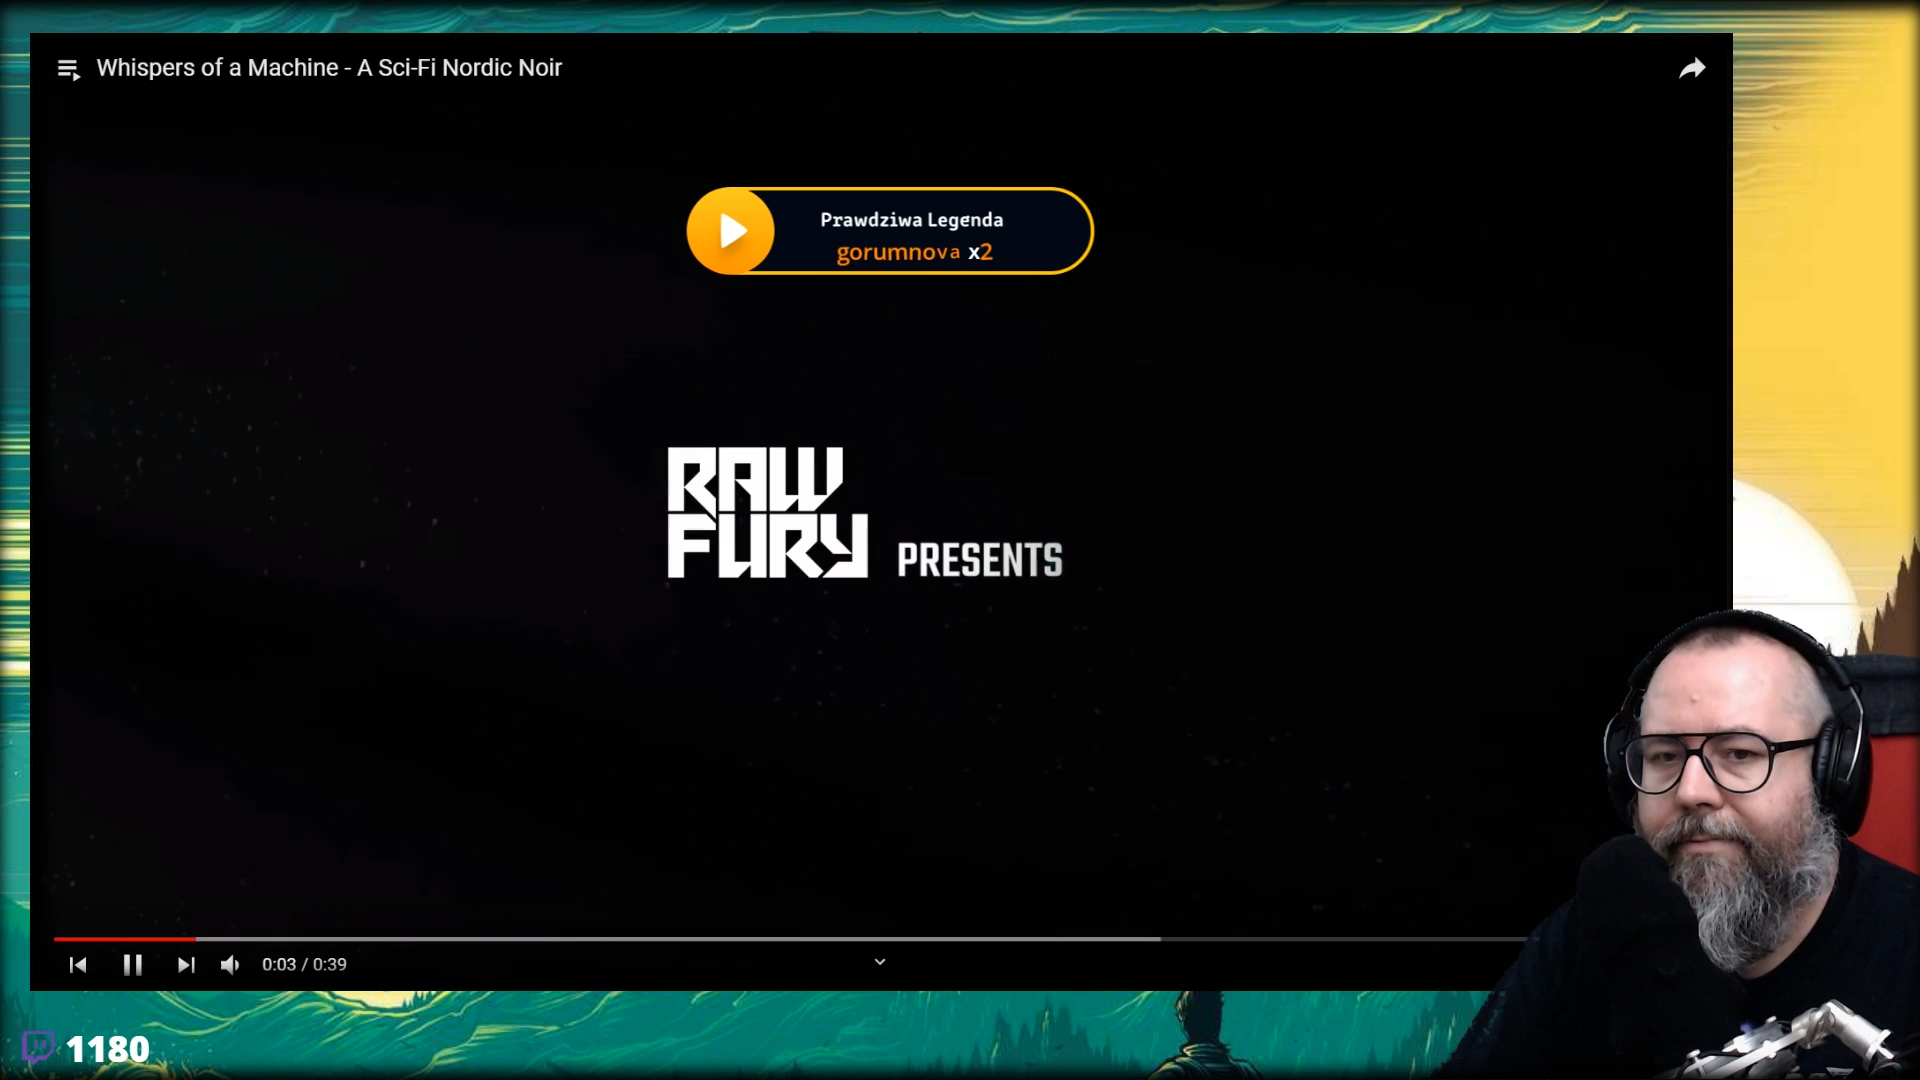 Whispers of a Machine - A Sci-Fi Nordic Noir
Prawdziwa Legenda
gorumnova x2
RAW
FURY PRESENTS
0:03 / 0:39
1180